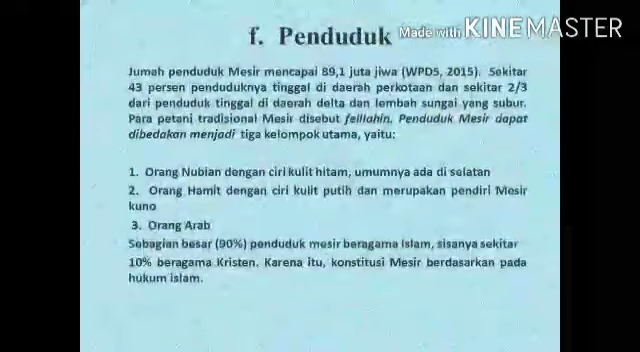 f. Penduduk
Made with KINEMASTER
Jumah penduduk Mesir mencapai 89,1 juta jiwa (WPDS, 2015). Sekitar
43 persen penduduknya tinggal di daerah perkotaan dan sekitar 2/3
dari penduduk tinggal di daerah delta dan lembah sungai yang subur.
Para petani tradisional Mesir disebut fellahin. Penduduk Mesir dapat
dibedakan menjadi tiga kelompok utama, yaitu:
1. Orang Nubian dengan ciri kulit hitam, umumnya ada di selatan
2. Orang Hamit dengan ciri kulit putih dan merupakan pendiri Mesir
kuno
3. Orang Arab
Sebagian besar (90%) penduduk mesir beragama Islam, sisanya sekitar
10% beragama Kristen. Karena itu, konstitusi Mesir berdasarkan pada
hukum islam.